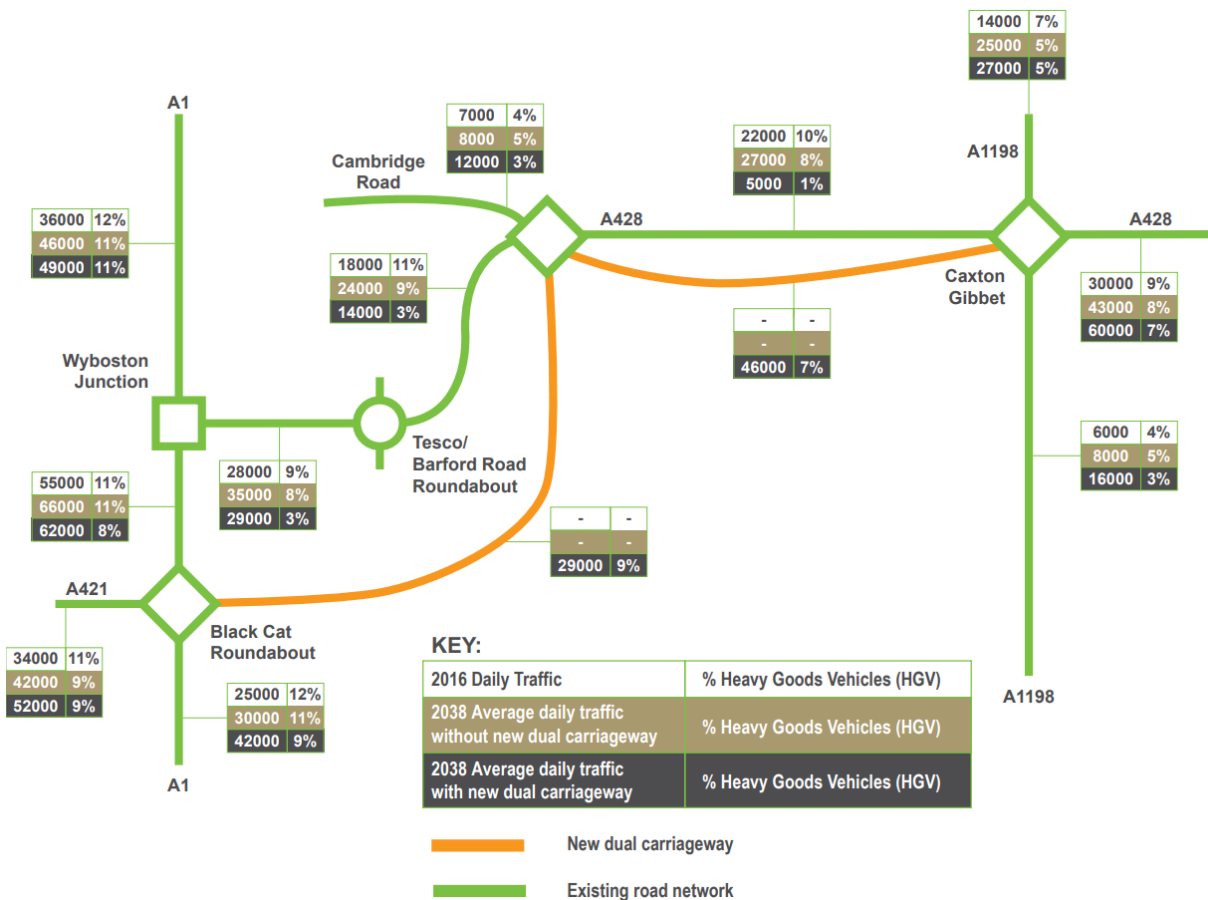 14000 7%
25000 5%
27000 5%
A1
7000 4%
8000 5%
12000 3%
22000 10%
27000 8%
5000 1%
A1198
Cambridge
Road
36000 12%
46000 11%
49000 11%
A428
A428
18000 11%
24000 9%
14000 3%
Caxton
Gibbet
30000 9%
43000 8%
60000 7%
- -
- -
46000 7%
Wyboston
Junction
Tesco/
Barford Road
Roundabout
6000 4%
8000 5%
16000 3%
55000 11%
66000 11%
62000 8%
28000 9%
35000 8%
29000 3%
- -
- -
29000 9%
A421
Black Cat
Roundabout
34000 11%
42000 9%
52000 9%
25000 12%
30000 11%
42000 9%
A1
A1198
KEY:
2016 Daily Traffic % Heavy Goods Vehicles (HGV)
2038 Average daily traffic
without new dual carriageway % Heavy Goods Vehicles (HGV)
2038 Average daily traffic
with new dual carriageway % Heavy Goods Vehicles (HGV)
New dual carriageway
Existing road network